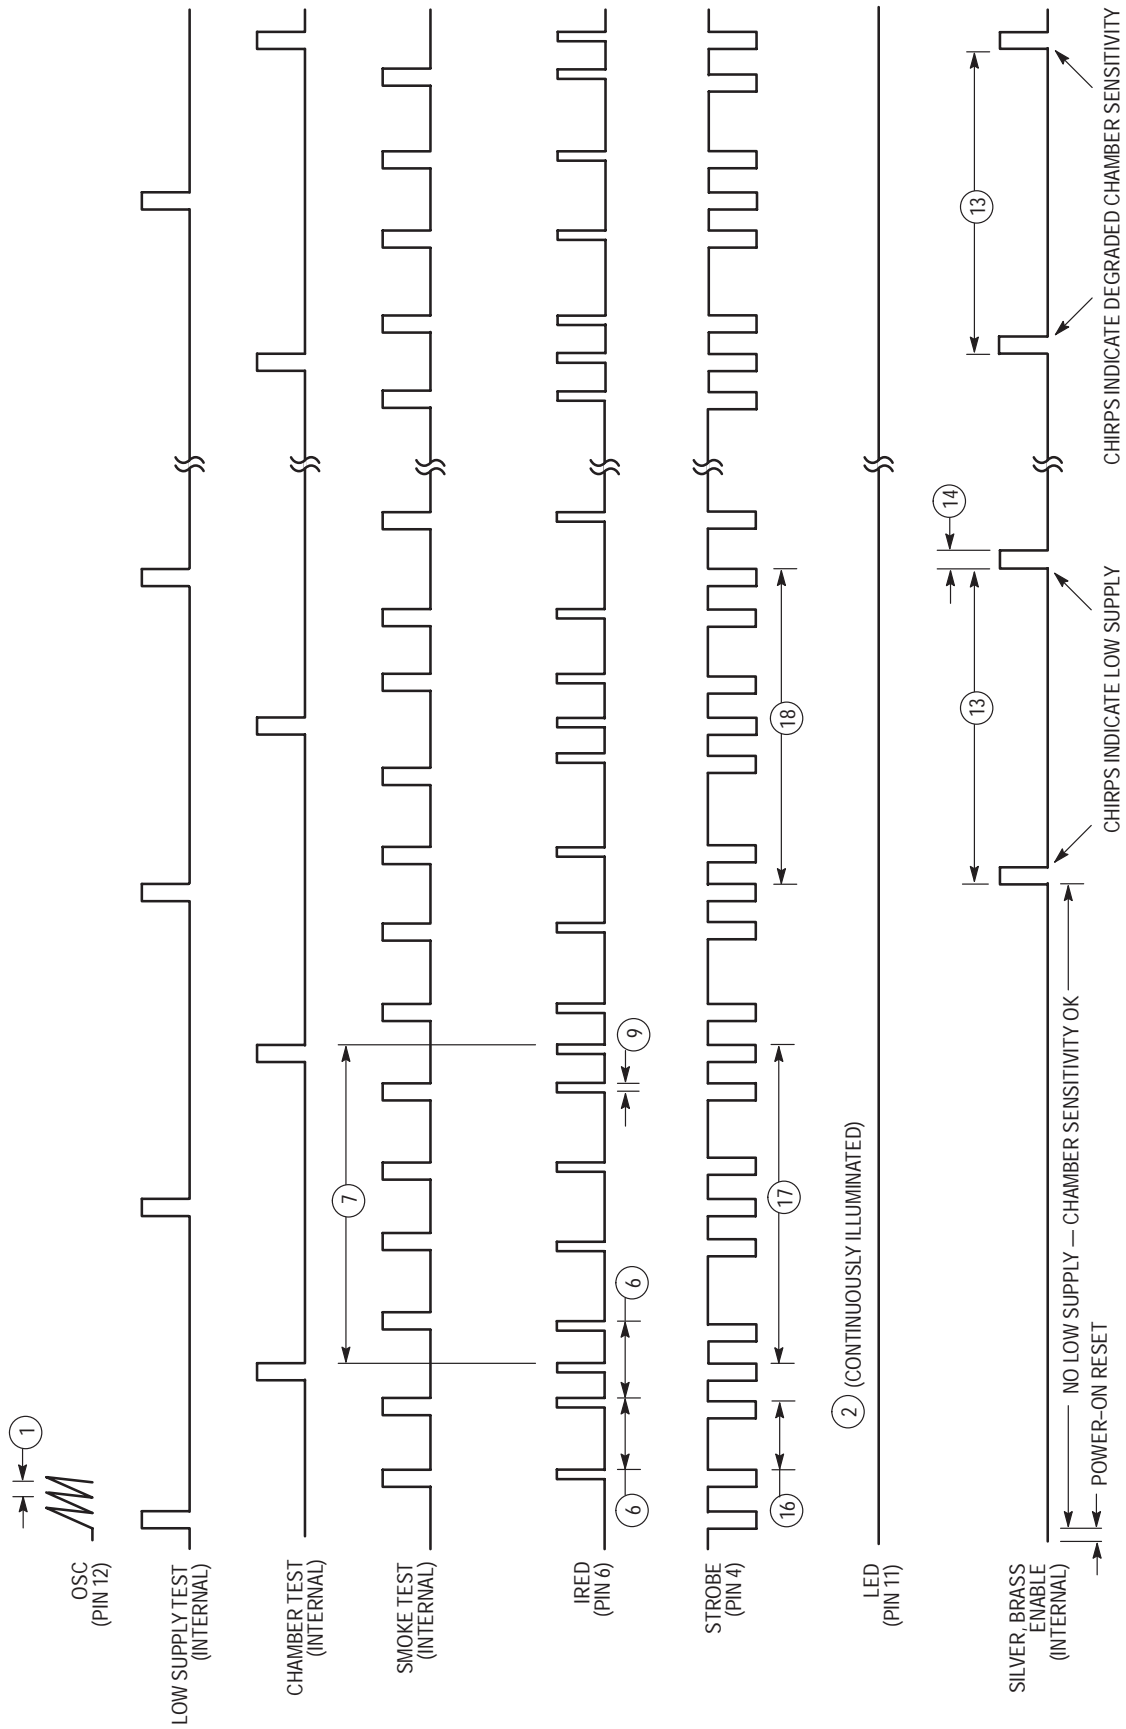 OSC
(PIN 12)
1
LOW SUPPLY TEST
(INTERNAL)
CHAMBER TEST
(INTERNAL)
7
SMOKE TEST
(INTERNAL)
IRED
(PIN 6)
6
6
9
STROBE
(PIN 4)
16
17
18
LED
(PIN 11)
2
(CONTINUOUSLY ILLUMINATED)
SILVER, BRASS
ENABLE
(INTERNAL)
13
14
13
NO LOW SUPPLY — CHAMBER SENSITIVITY OK
POWER–ON RESET
CHIRPS INDICATE LOW SUPPLY
CHIRPS INDICATE DEGRADED CHAMBER SENSITIVITY